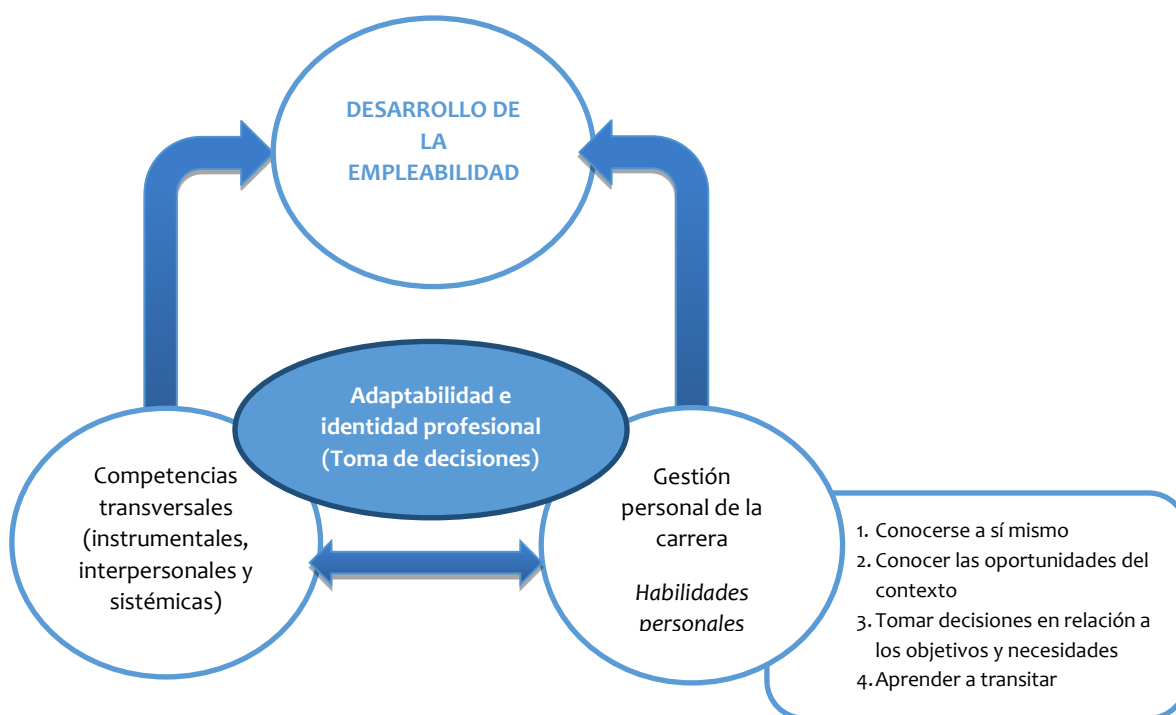 DESARROLLO DE
LA
EMPLEABILIDAD
Adaptabilidad e
identidad profesional
(Toma de decisiones)
Competencias
transversales
(instrumentales,
interpersonales y
sistémicas)
Gestión
personal de la
carrera
Habilidades
personales
1. Conocerse a sí mismo
2. Conocer las oportunidades del
contexto
3. Tomar decisiones en relación a
los objetivos y necesidades
4. Aprender a transitar